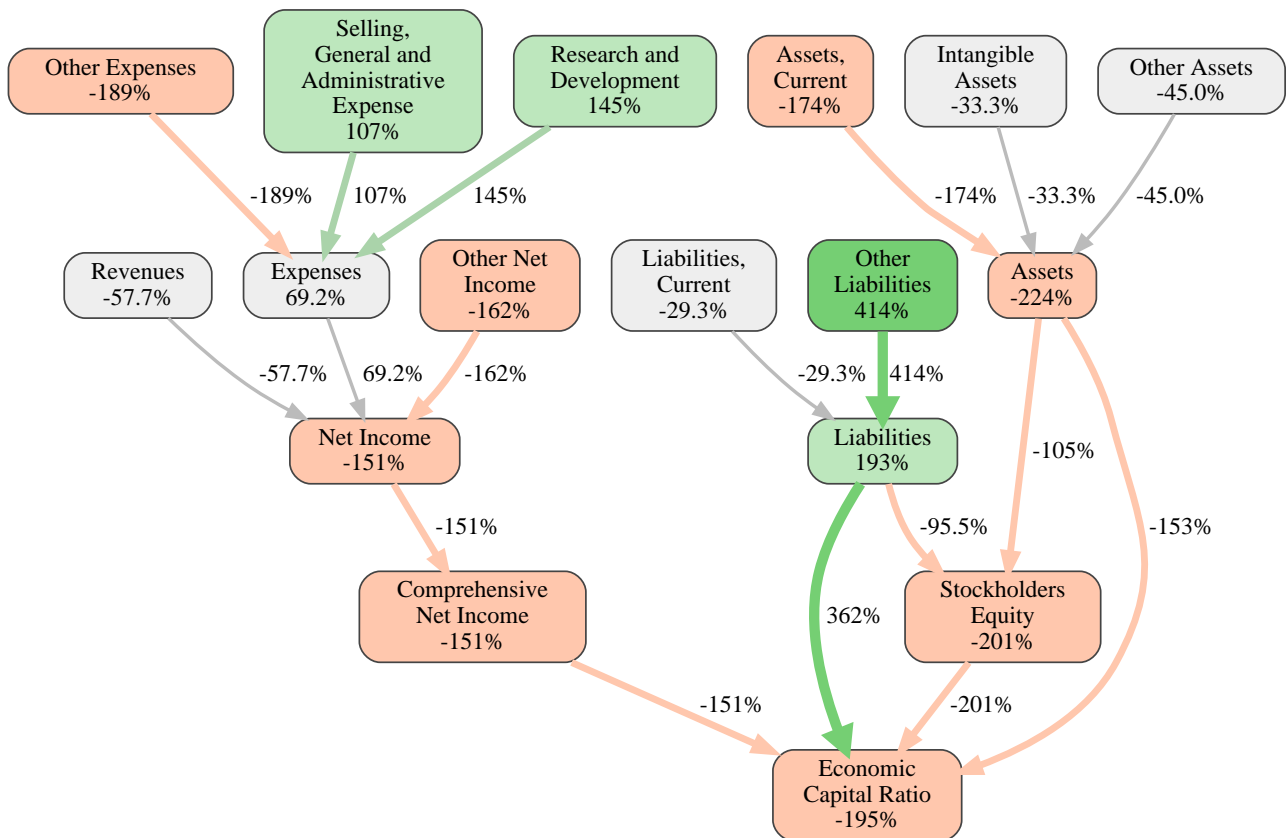 Selling,
General and
Administrative
Expense
107%
Other Expenses
-189%
Research and
Development
145%
Assets,
Current
-174%
Intangible
Assets
-33.3%
Other Assets
-45.0%
-189%
107%
145%
-174%
-33.3%
-45.0%
Revenues
-57.7%
Expenses
69.2%
Other Net
Income
-162%
Liabilities,
Current
-29.3%
Other
Liabilities
414%
Assets
-224%
-57.7%
69.2%
-162%
-29.3%
414%
Net Income
-151%
Liabilities
193%
-105%
-151%
-95.5%
-153%
Comprehensive
Net Income
-151%
362%
Stockholders
Equity
-201%
-151%
-201%
Economic
Capital Ratio
-195%